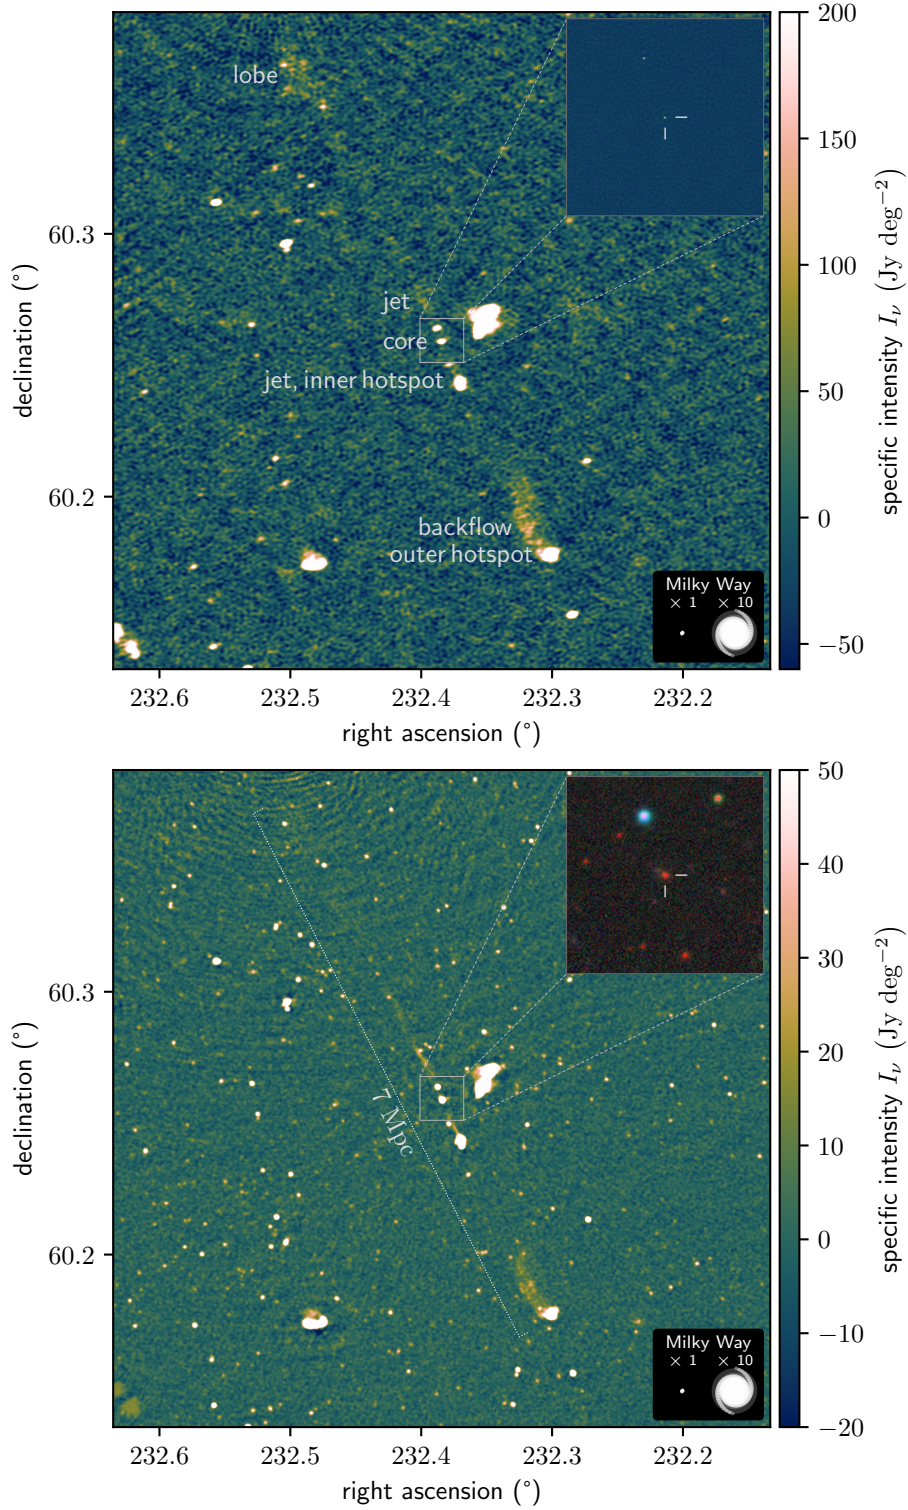 lobe
jet
core
jet, inner hotspot
backflow
outer hotspot
Milky Way
× 1 × 10
60.3
60.2
declination (°)
232.6 232.5 232.4 232.3 232.2
right ascension (°)
200
150
100
50
0
−50
specific intensity Iν (Jy deg⁻²)
7 Mpc
Milky Way
× 1 × 10
60.3
60.2
declination (°)
232.6 232.5 232.4 232.3 232.2
right ascension (°)
50
40
30
20
10
0
−10
−20
specific intensity Iν (Jy deg⁻²)